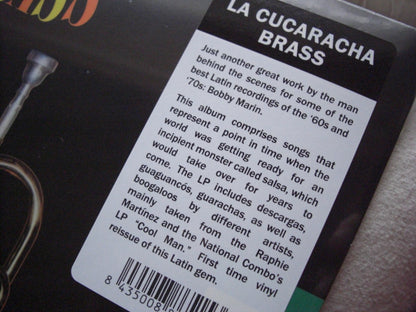 LA CUCARACHA
BRASS
Just another great work by the man
behind the scenes for some of the
best Latin recordings of the '60s and
'70s: Bobby Marin.
This album comprises songs that
represent a point in time when the
world was getting ready for an
incipient monster called salsa, which
would take over for years to
come. The LP includes descargas,
guaguancós, guarachas, as well as
boogaloos by different artists,
mainly taken from the Raphie
Martínez and the National Combo's
LP "Cool Man." First time vinyl
reissue of this Latin gem.
8 435008